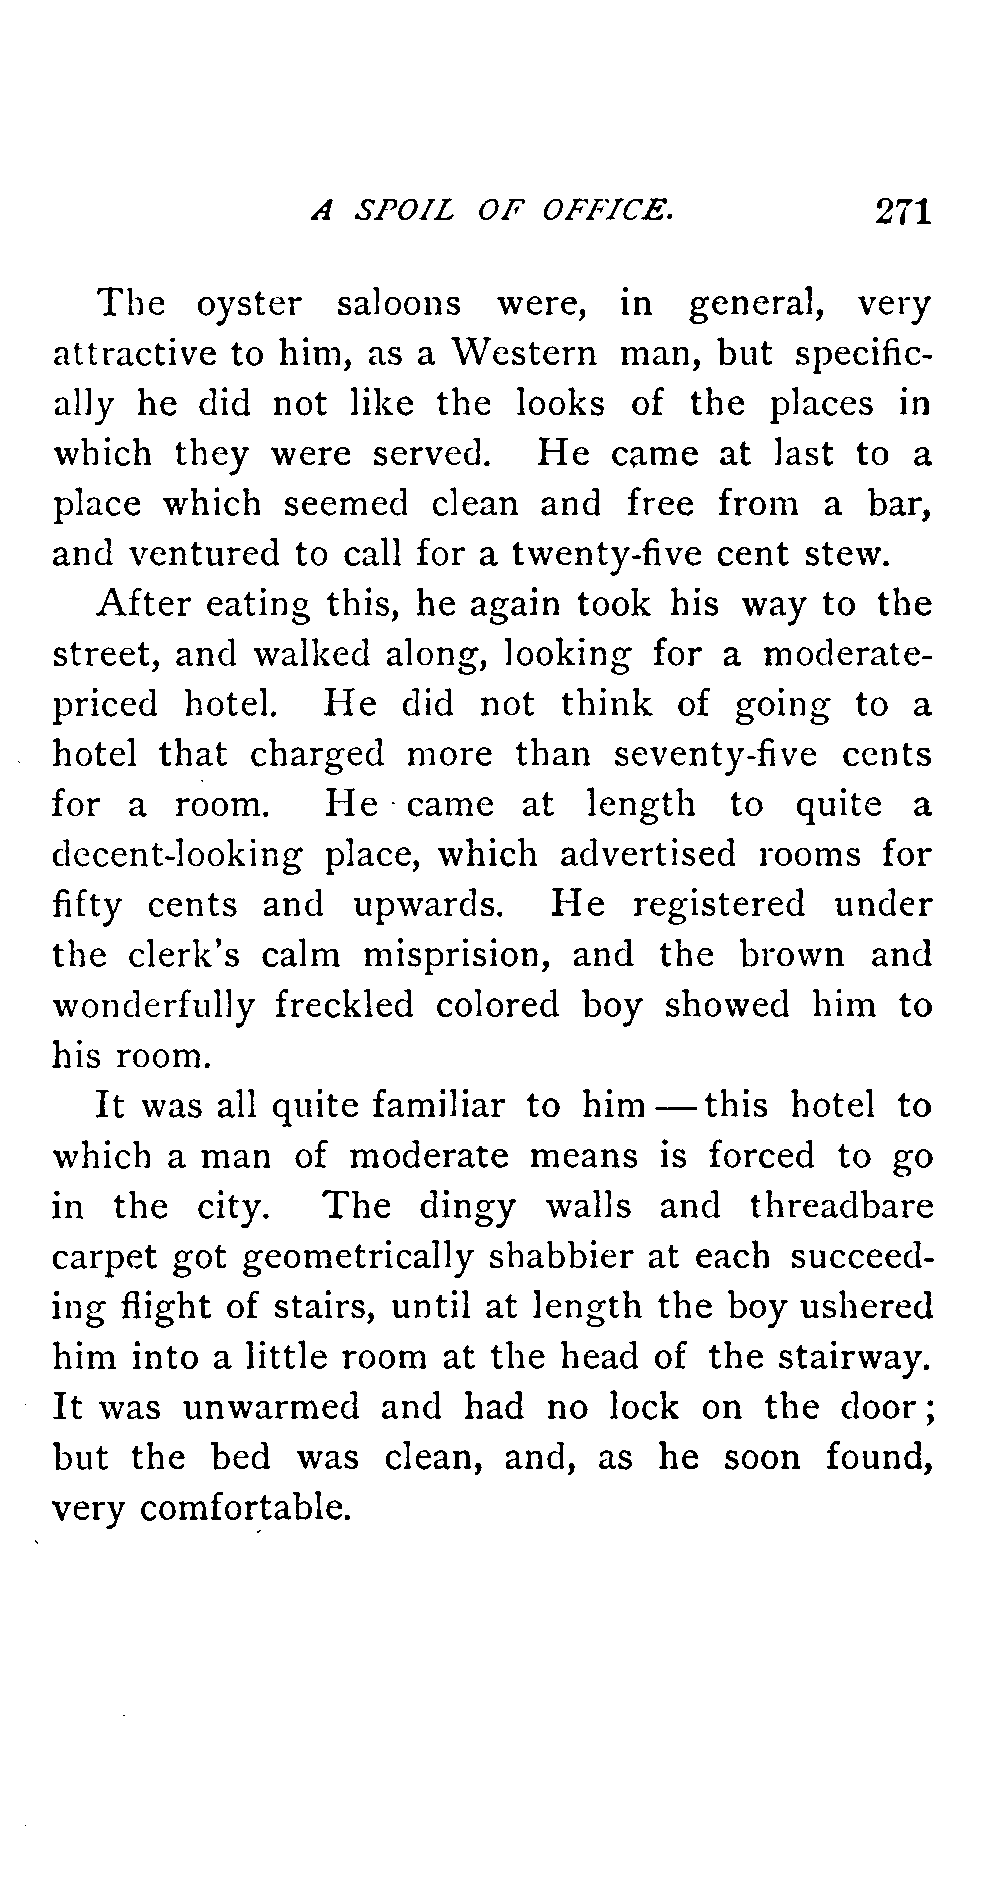 A SPOIL OF OFFICE. 271
The oyster saloons were, in general, very
attractive to him, as a Western man, but specific-
ally he did not like the looks of the places in
which they were served. He came at last to a
place which seemed clean and free from a bar,
and ventured to call for a twenty-five cent stew.
After eating this, he again took his way to the
street, and walked along, looking for a moderate-
priced hotel. He did not think of going to a
hotel that charged more than seventy-five cents
for a room. He came at length to quite a
decent-looking place, which advertised rooms for
fifty cents and upwards. He registered under
the clerk's calm misprision, and the brown and
wonderfully freckled colored boy showed him to
his room.
It was all quite familiar to him — this hotel to
which a man of moderate means is forced to go
in the city. The dingy walls and threadbare
carpet got geometrically shabbier at each succeed-
ing flight of stairs, until at length the boy ushered
him into a little room at the head of the stairway.
It was unwarmed and had no lock on the door;
but the bed was clean, and, as he soon found,
very comfortable.